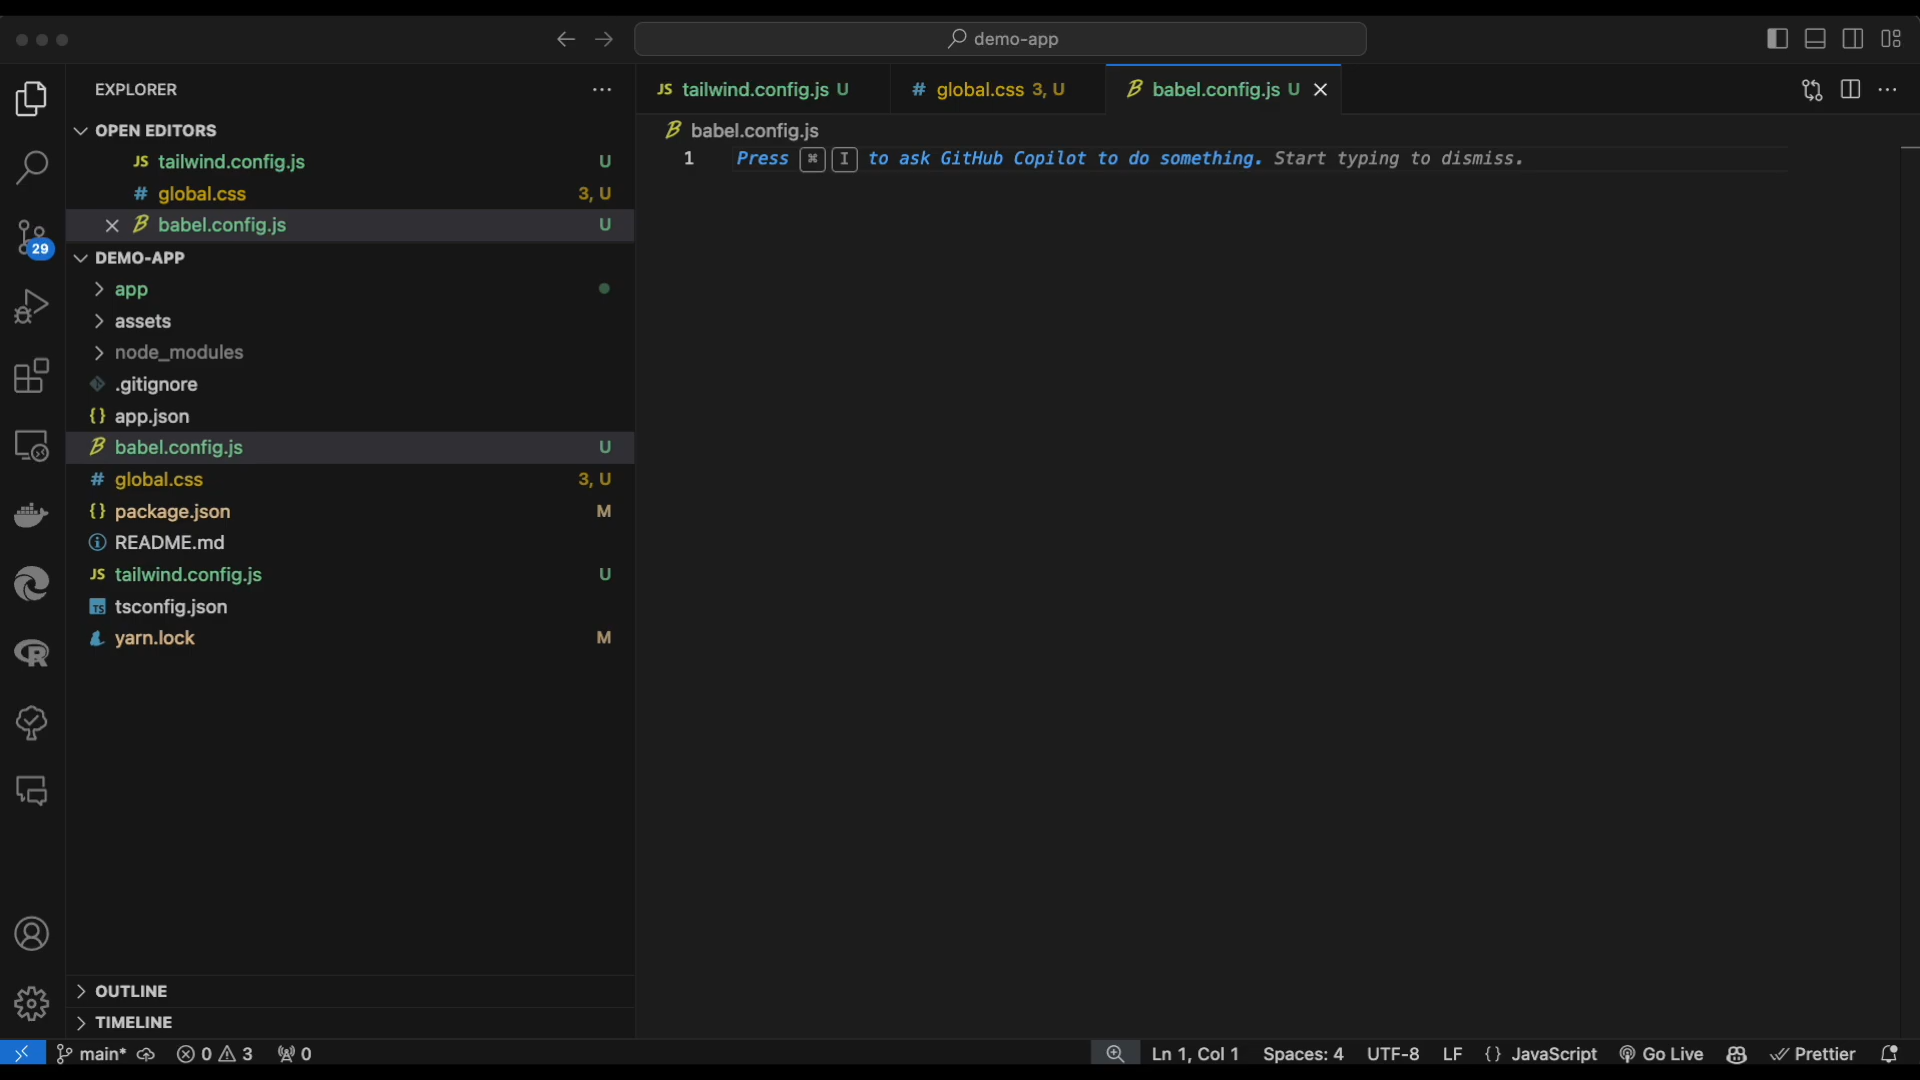 demo-app
EXPLORER
OPEN EDITORS
JS tailwind.config.js U
# global.css 3, U
babel.config.js U
DEMO-APP
app
assets
node_modules
.gitignore
{} app.json
babel.config.js U
# global.css 3, U
{} package.json M
README.md
JS tailwind.config.js U
TS tsconfig.json
yarn.lock M
OUTLINE
TIMELINE
29
JS tailwind.config.js U
# global.css 3, U
babel.config.js U
babel.config.js
1 Press ⌘ I to ask GitHub Copilot to do something. Start typing to dismiss.
main* 0 3 0
Ln 1, Col 1 Spaces: 4 UTF-8 LF {} JavaScript Go Live Prettier